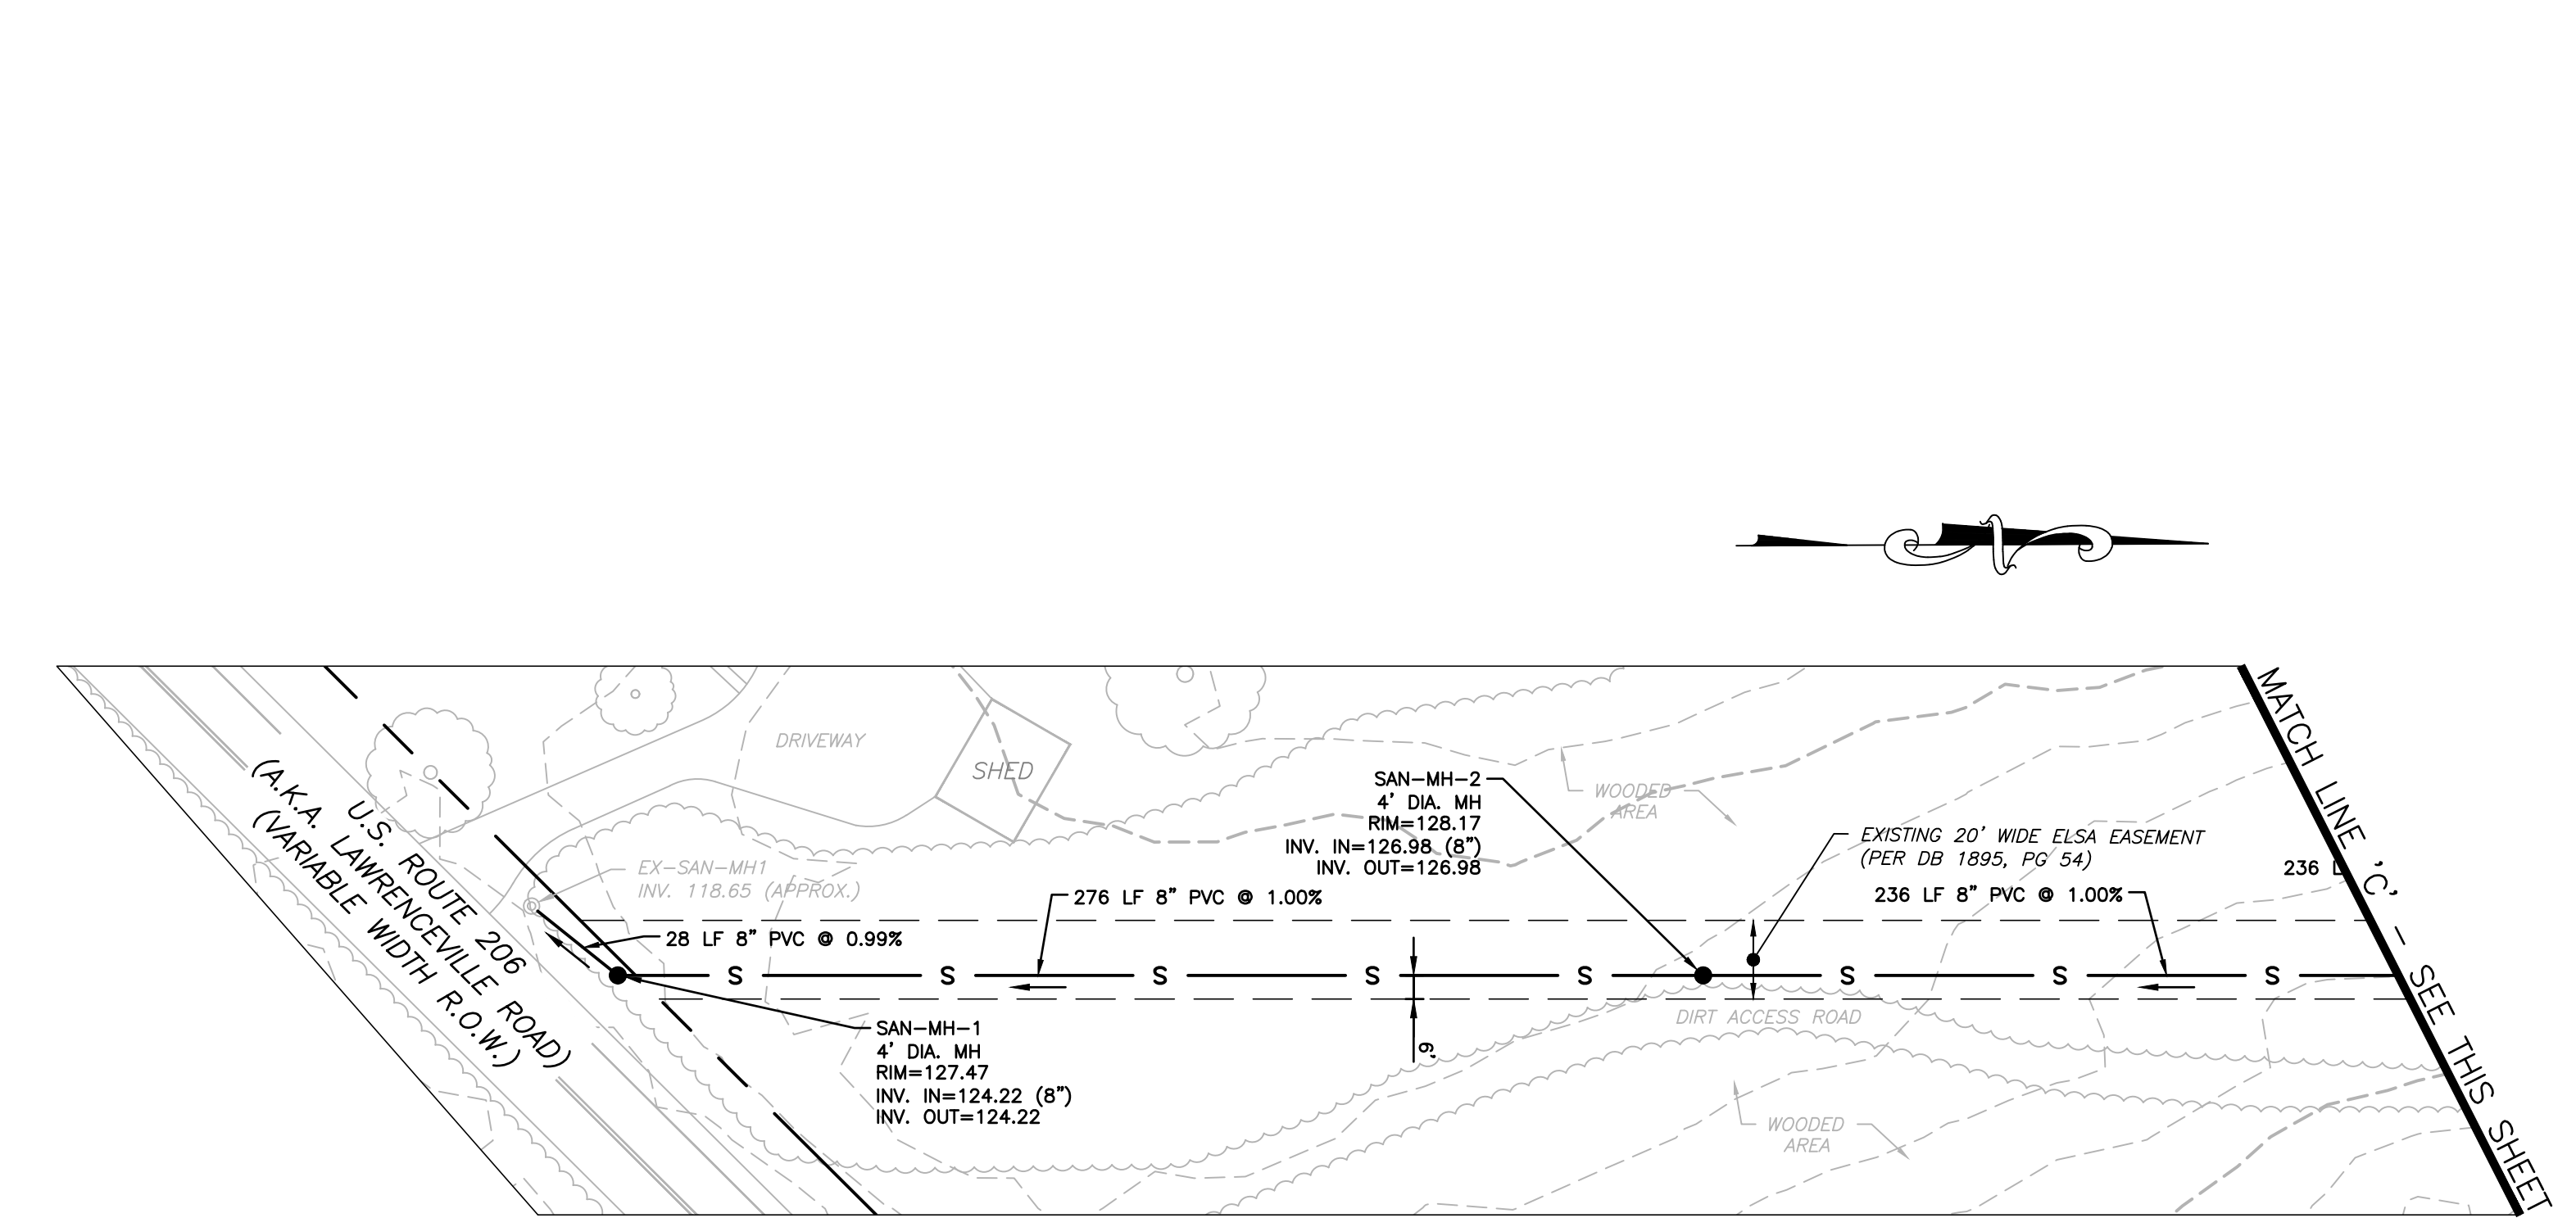 N
MATCH LINE 'C' – SEE THIS SHEET
DRIVEWAY
SHED
U.S. ROUTE 206
(A.K.A. LAWRENCEVILLE ROAD)
(VARIABLE WIDTH R.O.W.)
EX-SAN-MH1
INV. 118.65 (APPROX.)
28 LF 8" PVC @ 0.99%
276 LF 8" PVC @ 1.00%
SAN-MH-2
4' DIA. MH
RIM=128.17
INV. IN=126.98 (8")
INV. OUT=126.98
WOODED
AREA
EXISTING 20' WIDE ELSA EASEMENT
(PER DB 1895, PG 54)
236 LF 8" PVC @ 1.00%
236 L
S S S S S S S S
SAN-MH-1
4' DIA. MH
RIM=127.47
INV. IN=124.22 (8")
INV. OUT=124.22
6'
DIRT ACCESS ROAD
WOODED
AREA